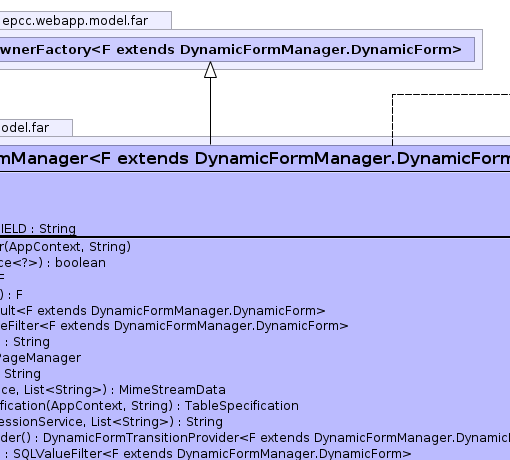 epcc.webapp.model.far
wnerFactory<F extends DynamicFormManager.DynamicForm>
odel.far
mManager<F extends DynamicFormManager.DynamicForm
IELD : String
r(AppContext, String)
ce<?>) : boolean
F
) : F
ult<F extends DynamicFormManager.DynamicForm>
eFilter<F extends DynamicFormManager.DynamicForm>
: String
PageManager
String
ce, List<String>) : MimeStreamData
fication(AppContext, String) : TableSpecification
essionService, List<String>) : String
der() : DynamicFormTransitionProvider<F extends DynamicFormManager.Dynamic
: SQLValueFilter<F extends DynamicFormManager.DynamicForm>